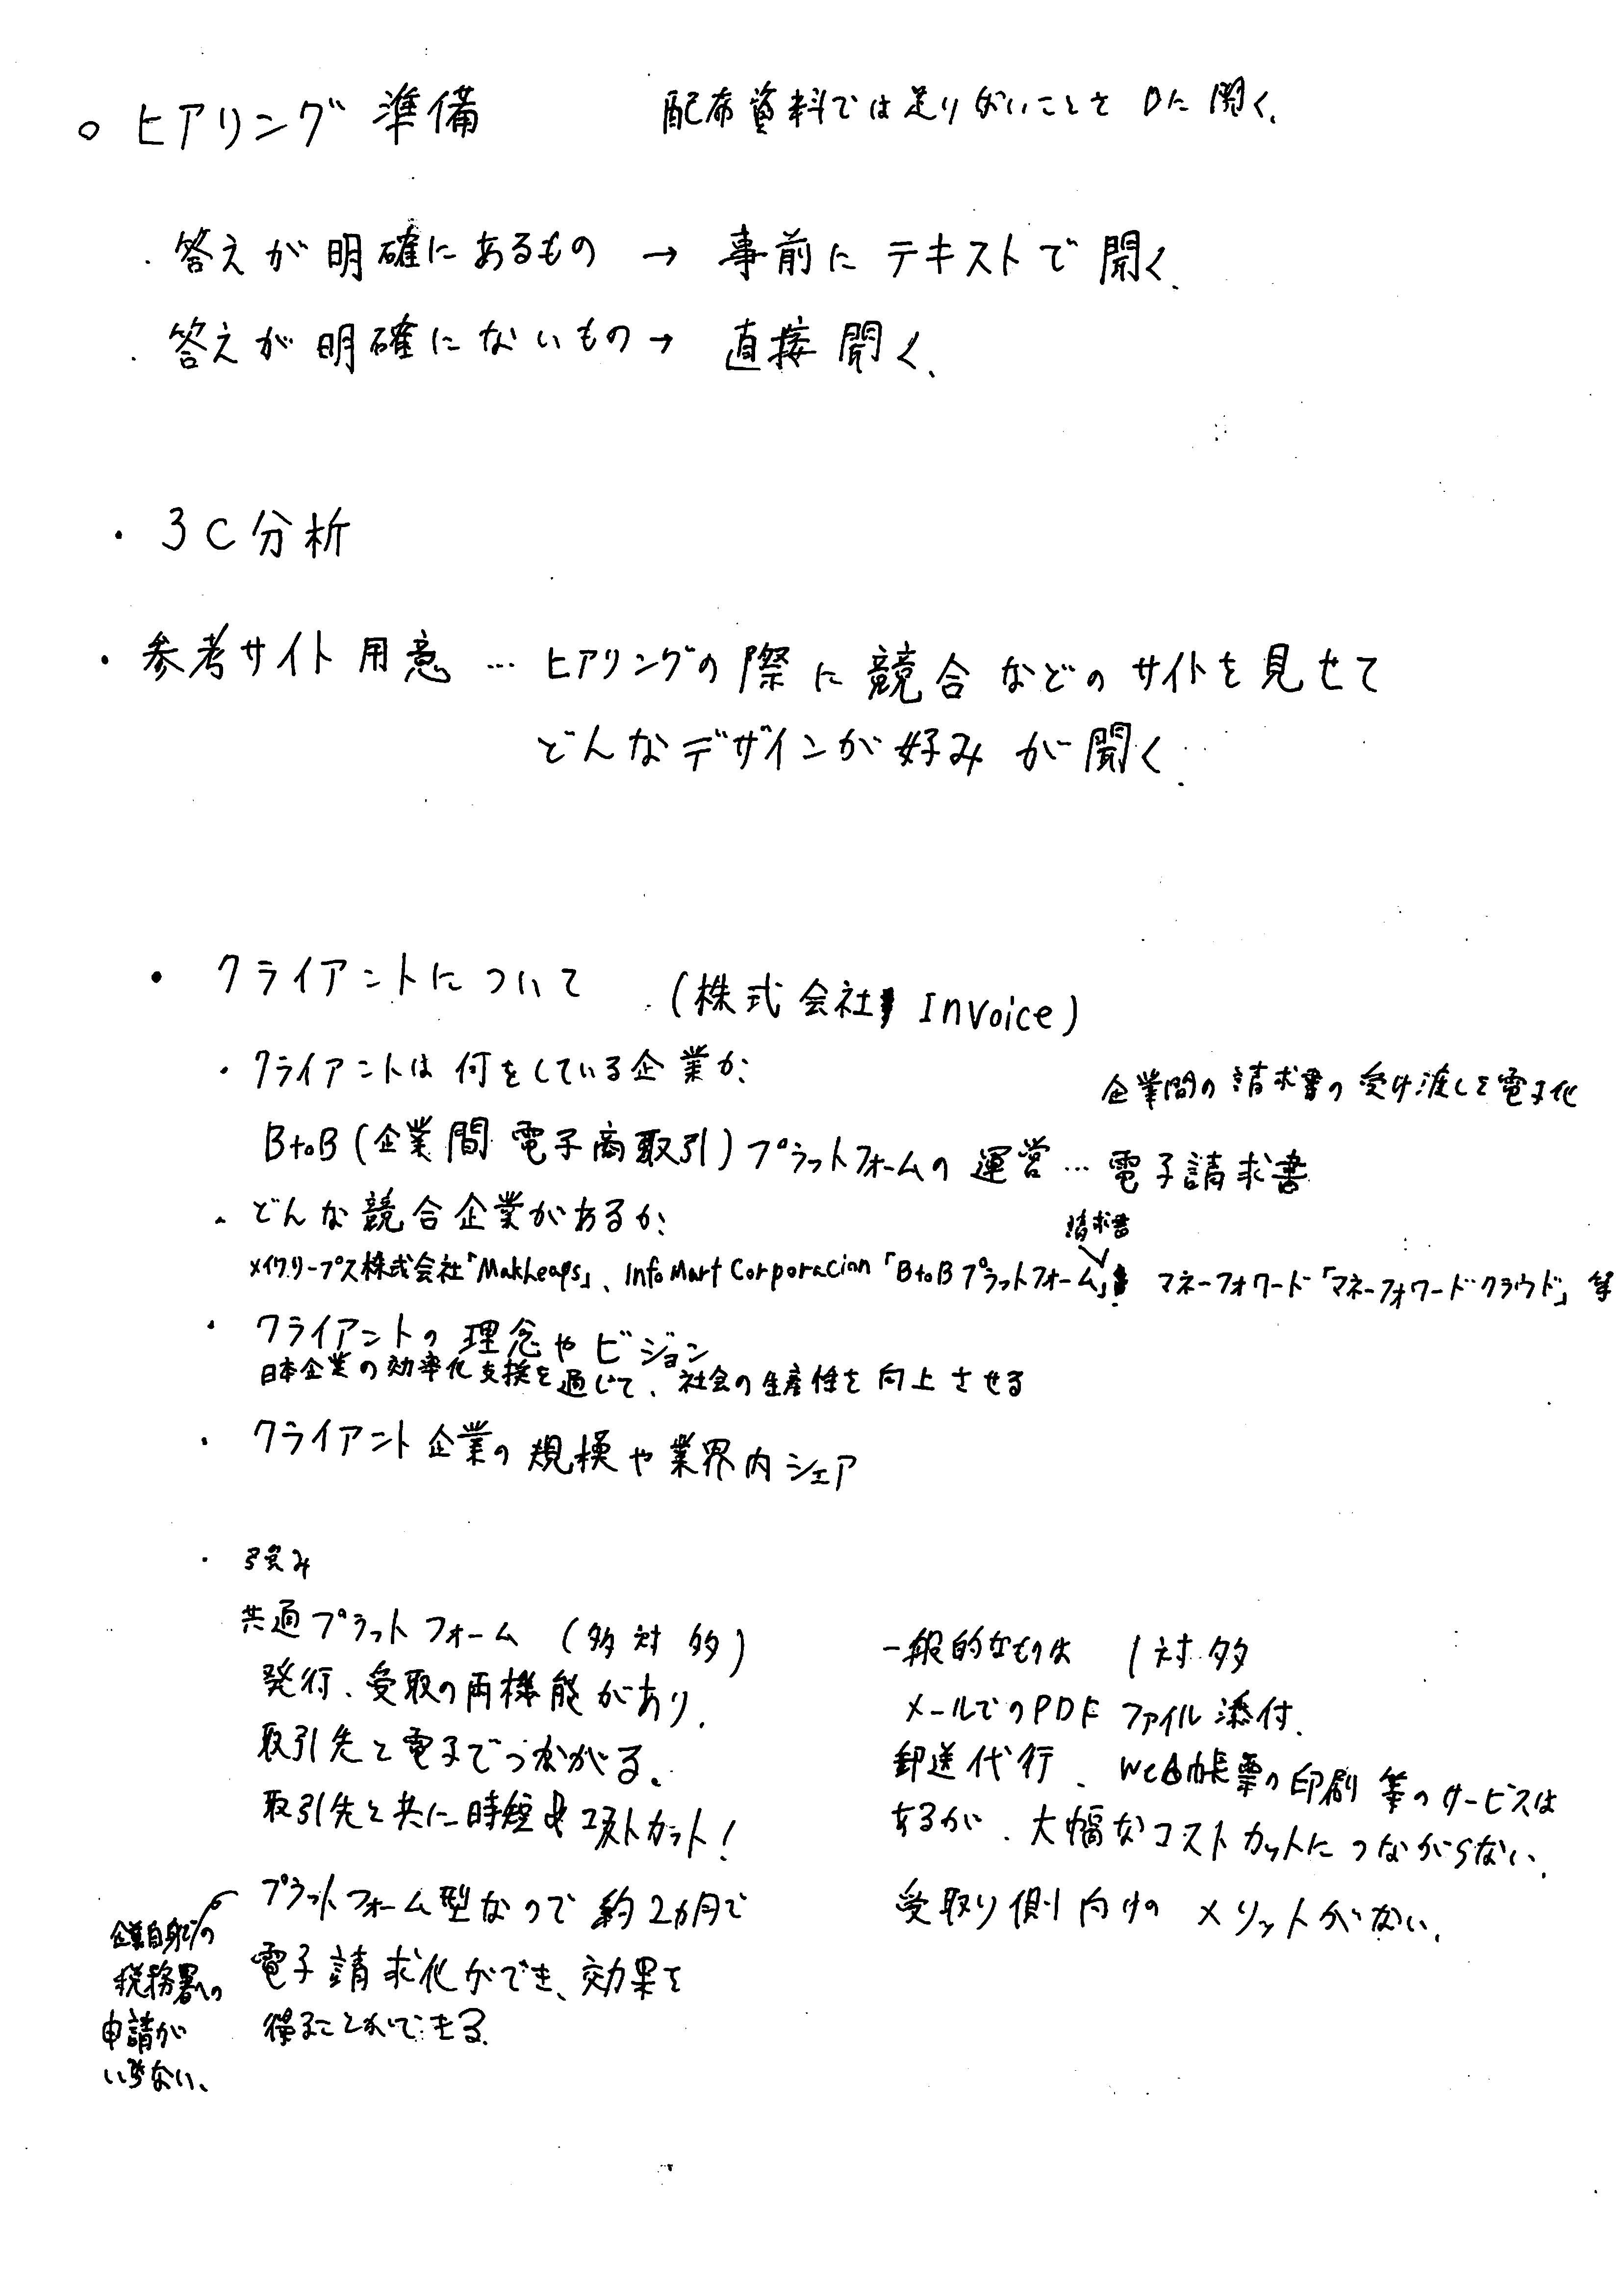 ○ ヒアリング 準備
配布資料では足りないことを Dに聞く.
・答えが明確にあるもの → 事前に テキストで 聞く.
・答えが 明確にないもの → 直接 聞く.
・3C分析
・参考サイト 用意 … ヒアリングの際に競合などの サイトを見せて
どんなデザインが好み が聞く.
・クライアントについて (株式会社 Invoice)
・クライアントは 何をしている企業か.
企業間の 請求書の 受け渡しを電子化
BtoB (企業間 電子商取引) プラットフォームの 運営 … 電子請求書
・どんな競合企業があるか.
請求書
メイクリープス株式会社「Makheaps」、InfoMart Corporacion「BtoBプラットフォーム」 マネーフォワード「マネーフォワードクラウド」等
・クライアントの 理念や ビジョン
日本企業の効率化支援を通じて、社会の生産性を向上させる
・クライアント企業の規模や業界内シェア
・強み
共通プラットフォーム (多対多)
発行、受取の両機能があり.
取引先と電子でつながる.
取引先と共に時短&コストカット!
プラットフォーム型なので約2カ月で
電子請求化ができ、効果を
得ることができる.
企業自身での
税務署への
申請が
いらない、
一般的なものは 1対多
メールでのPDFファイル添付.
郵送代行、Web帳票の印刷 等のサービスは
あるが、大幅なコストカットにつながらない.
受取り側向けの メリットがない.